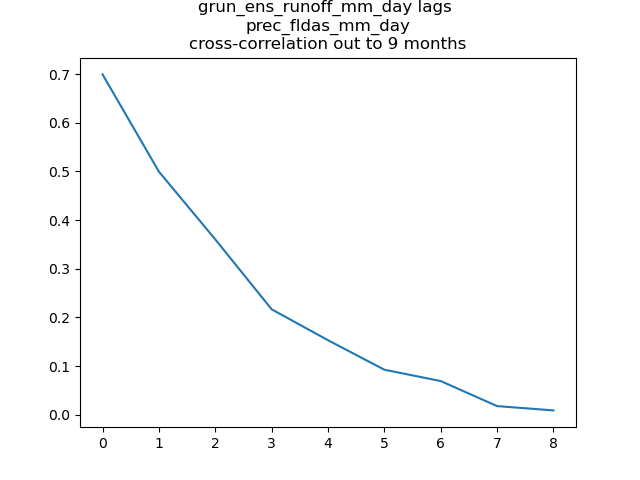 grun_ens_runoff_mm_day lags
prec_fldas_mm_day
cross-correlation out to 9 months
0.7
0.6
0.5
0.4
0.3
0.2
0.1
0.0
0 1 2 3 4 5 6 7 8